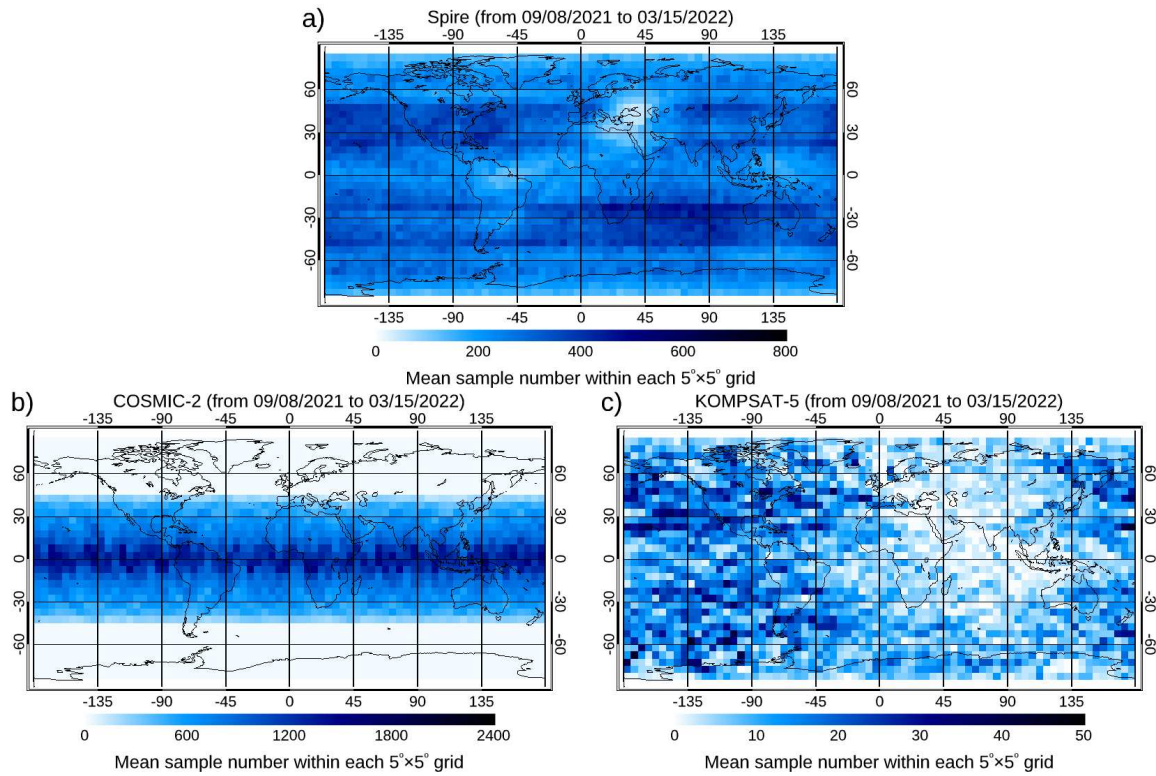 a)
Spire (from 09/08/2021 to 03/15/2022)
-135 -90 -45 0 45 90 135
60 60
30 30
0 0
-30 -30
-60 -60
-135 -90 -45 0 45 90 135
0 200 400 600 800
Mean sample number within each 5°×5° grid
b)
COSMIC-2 (from 09/08/2021 to 03/15/2022)
-135 -90 -45 0 45 90 135
60 60
30 30
0 0
-30 -30
-60 -60
-135 -90 -45 0 45 90 135
0 600 1200 1800 2400
Mean sample number within each 5°×5° grid
c)
KOMPSAT-5 (from 09/08/2021 to 03/15/2022)
-135 -90 -45 0 45 90 135
60 60
30 30
0 0
-30 -30
-60 -60
-135 -90 -45 0 45 90 135
0 10 20 30 40 50
Mean sample number within each 5°×5° grid